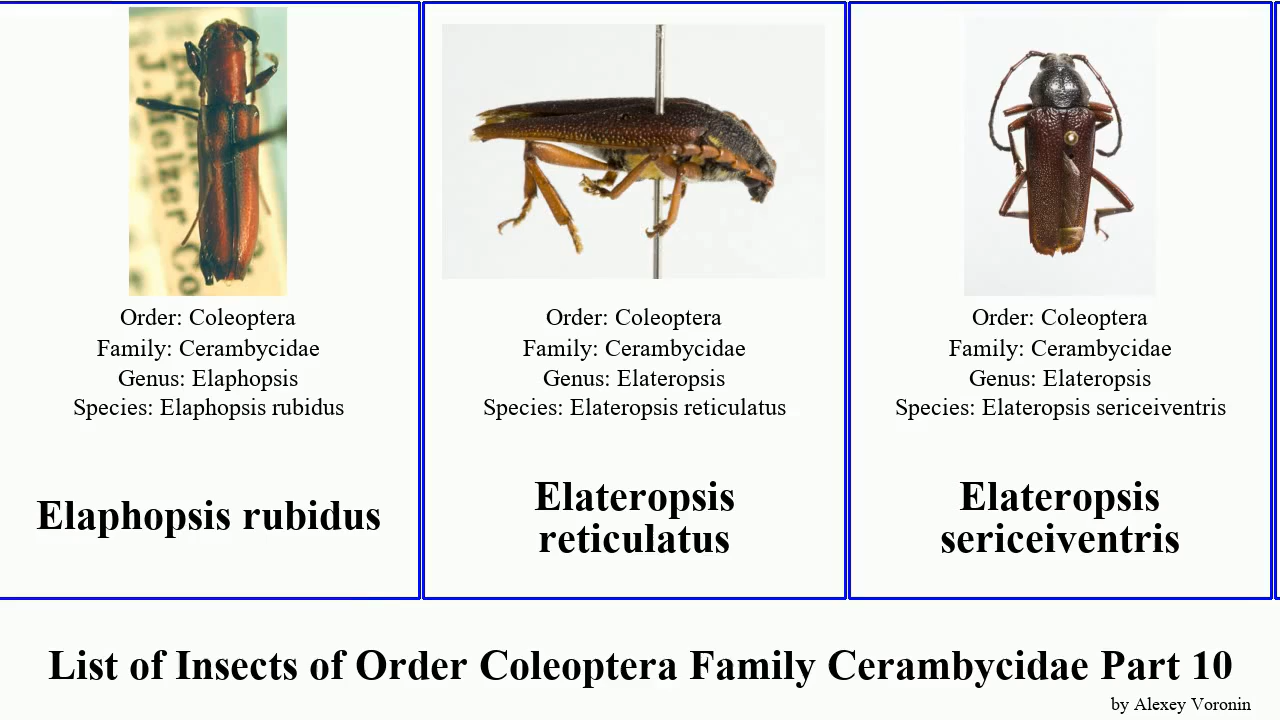 J. Melzer
Co
Order: Coleoptera
Family: Cerambycidae
Genus: Elaphopsis
Species: Elaphopsis rubidus
Elaphopsis rubidus
Order: Coleoptera
Family: Cerambycidae
Genus: Elateropsis
Species: Elateropsis reticulatus
Elateropsis
reticulatus
Order: Coleoptera
Family: Cerambycidae
Genus: Elateropsis
Species: Elateropsis sericeiventris
Elateropsis
sericeiventris
List of Insects of Order Coleoptera Family Cerambycidae Part 10
by Alexey Voronin